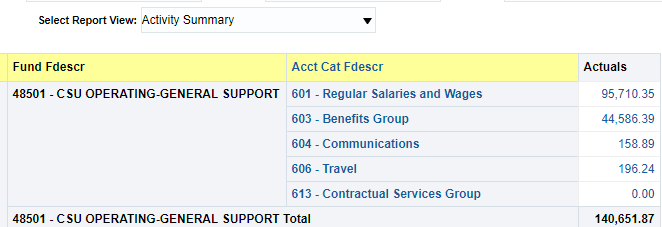 Select Report View: Activity Summary
Fund Fdescr Acct Cat Fdescr Actuals
48501 - CSU OPERATING-GENERAL SUPPORT 601 - Regular Salaries and Wages 95,710.35
603 - Benefits Group 44,586.39
604 - Communications 158.89
606 - Travel 196.24
613 - Contractual Services Group 0.00
48501 - CSU OPERATING-GENERAL SUPPORT Total 140,651.87